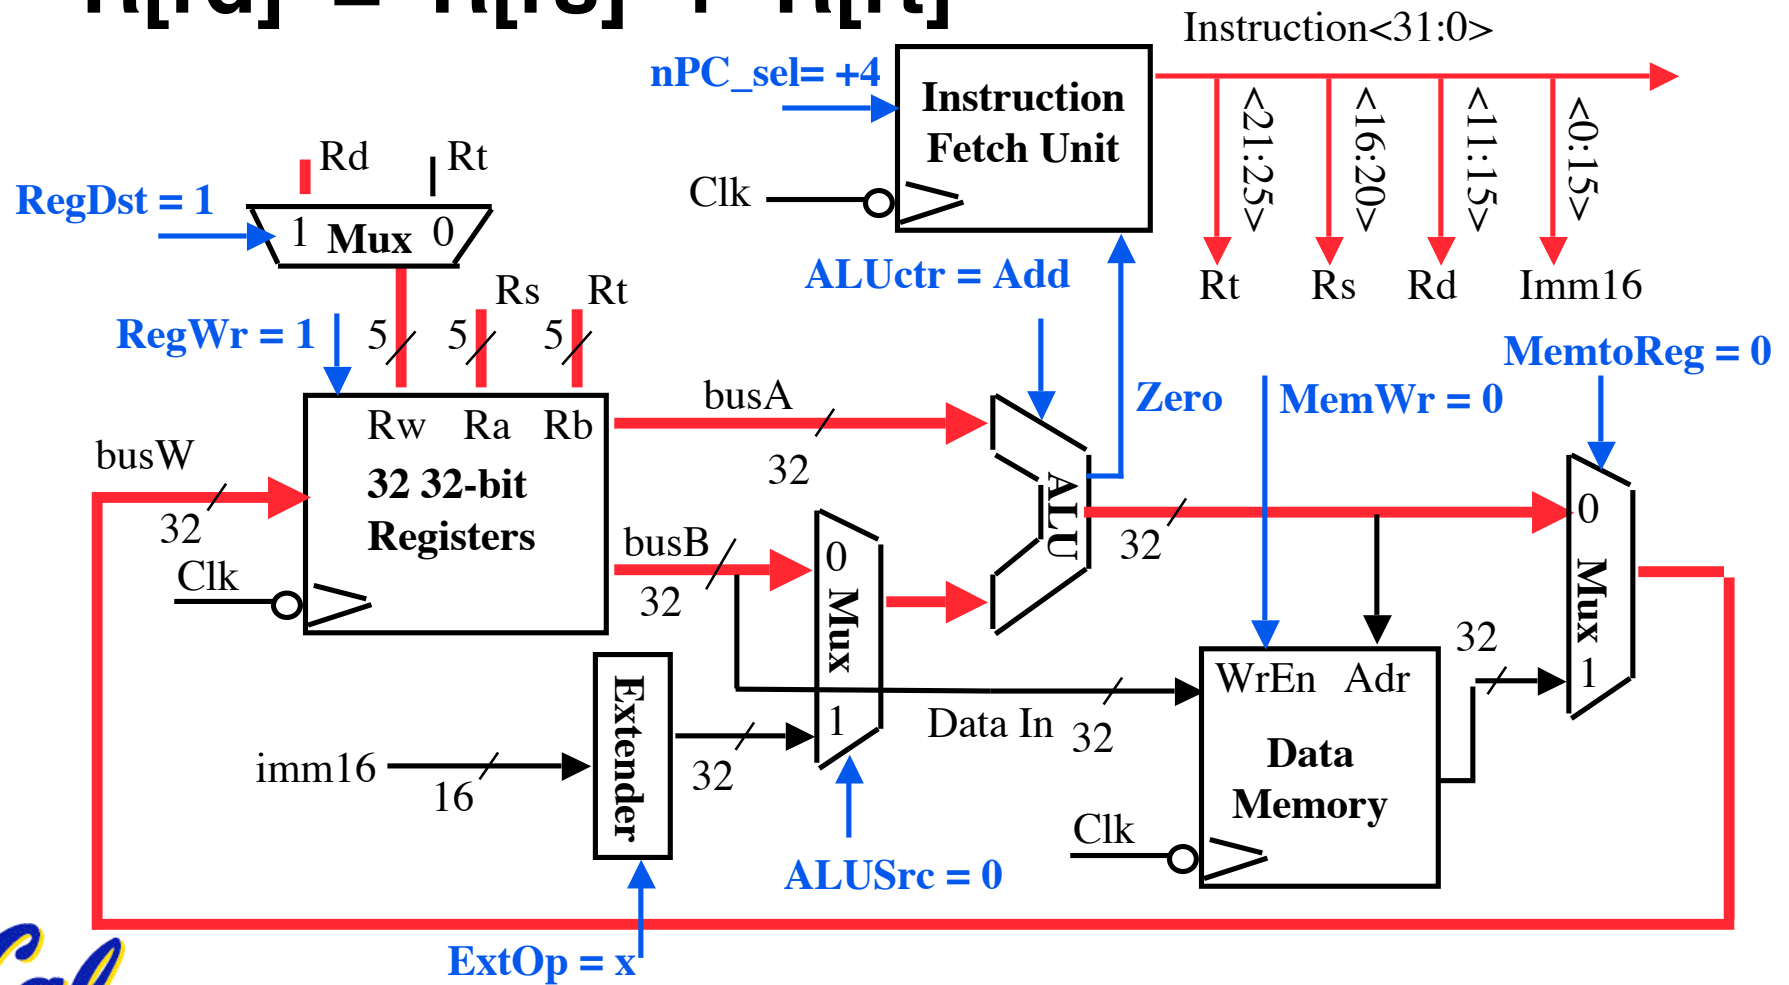 R[rd] = R[rs] + R[rt]
Instruction<31:0>
nPC_sel= +4
Instruction
Fetch Unit
Clk
<21:25>
<16:20>
<11:15>
<0:15>
Rt
Rs
Rd
Imm16
Rd
Rt
RegDst = 1
1
Mux
0
ALUctr = Add
Rs
Rt
RegWr = 1
5
5
5
MemtoReg = 0
Zero
MemWr = 0
busA
32
Rw Ra Rb
32 32-bit
Registers
busW
32
Clk
busB
32
0
Mux
1
ALU
32
0
Mux
1
32
WrEn Adr
Data
Memory
Clk
Data In
32
Extender
imm16
16
32
ALUSrc = 0
ExtOp = x
Cal